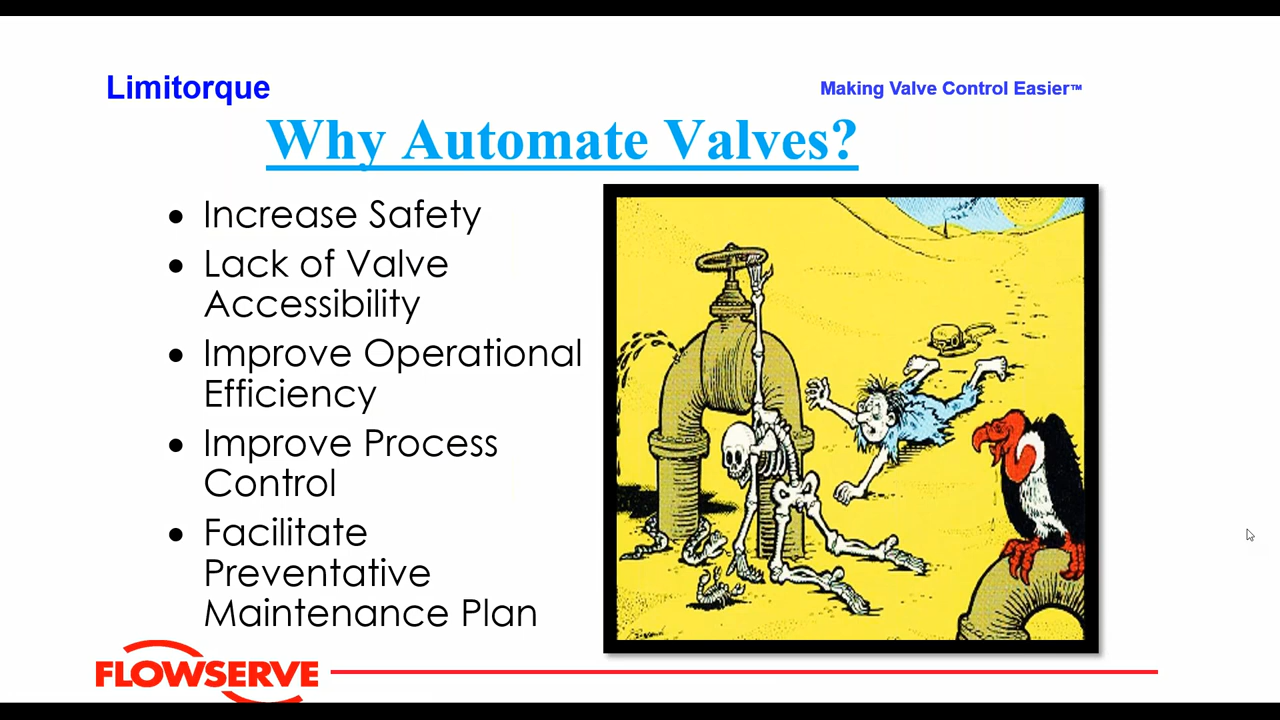 Limitorque
Making Valve Control Easier™
Why Automate Valves?
• Increase Safety
• Lack of Valve
Accessibility
• Improve Operational
Efficiency
• Improve Process
Control
• Facilitate
Preventative
Maintenance Plan
FLOWSERVE